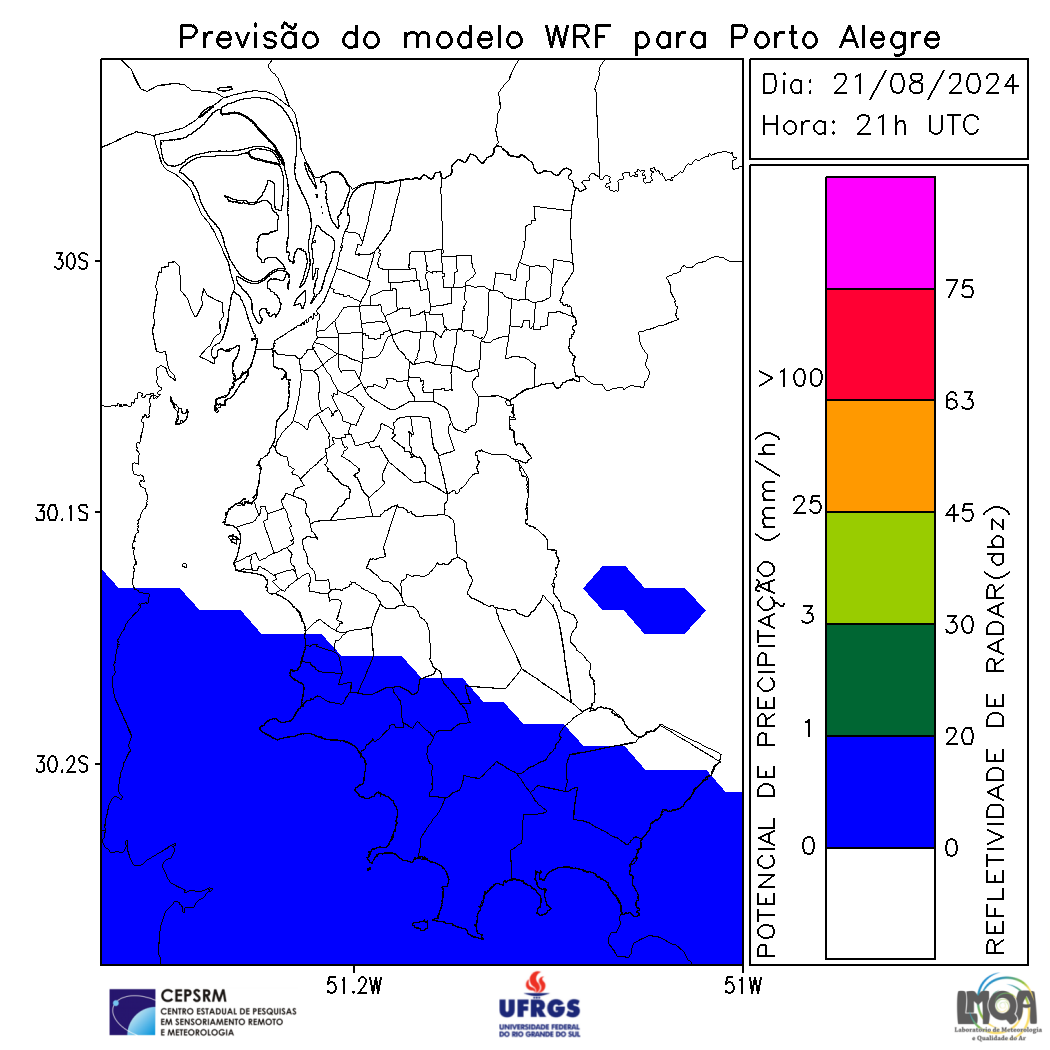 Previsão do modelo WRF para Porto Alegre
Dia: 21/08/2024
Hora: 21h UTC
30S
30.1S
30.2S
51.2W
51W
POTENCIAL DE PRECIPITAÇÃO (mm/h)
>100
25
3
1
0
75
63
45
30
20
0
REFLETIVIDADE DE RADAR(dbz)
CEPSRM
CENTRO ESTADUAL DE PESQUISAS
EM SENSORIAMENTO REMOTO
E METEOROLOGIA
UFRGS
UNIVERSIDADE FEDERAL
DO RIO GRANDE DO SUL
LMQA
Laboratório de Meteorologia
e Qualidade do Ar